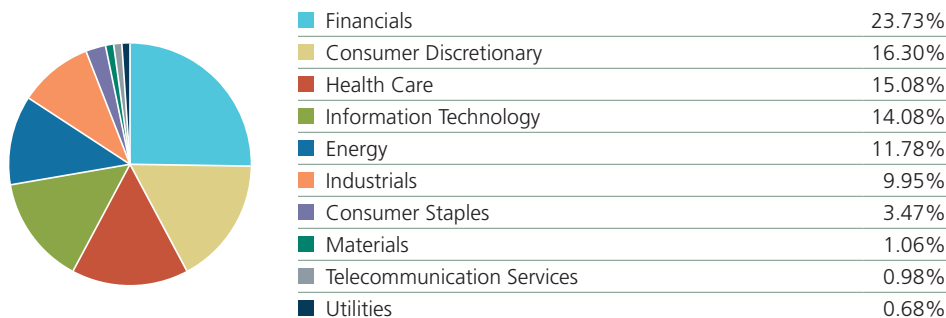 Financials 23.73%
Consumer Discretionary 16.30%
Health Care 15.08%
Information Technology 14.08%
Energy 11.78%
Industrials 9.95%
Consumer Staples 3.47%
Materials 1.06%
Telecommunication Services 0.98%
Utilities 0.68%